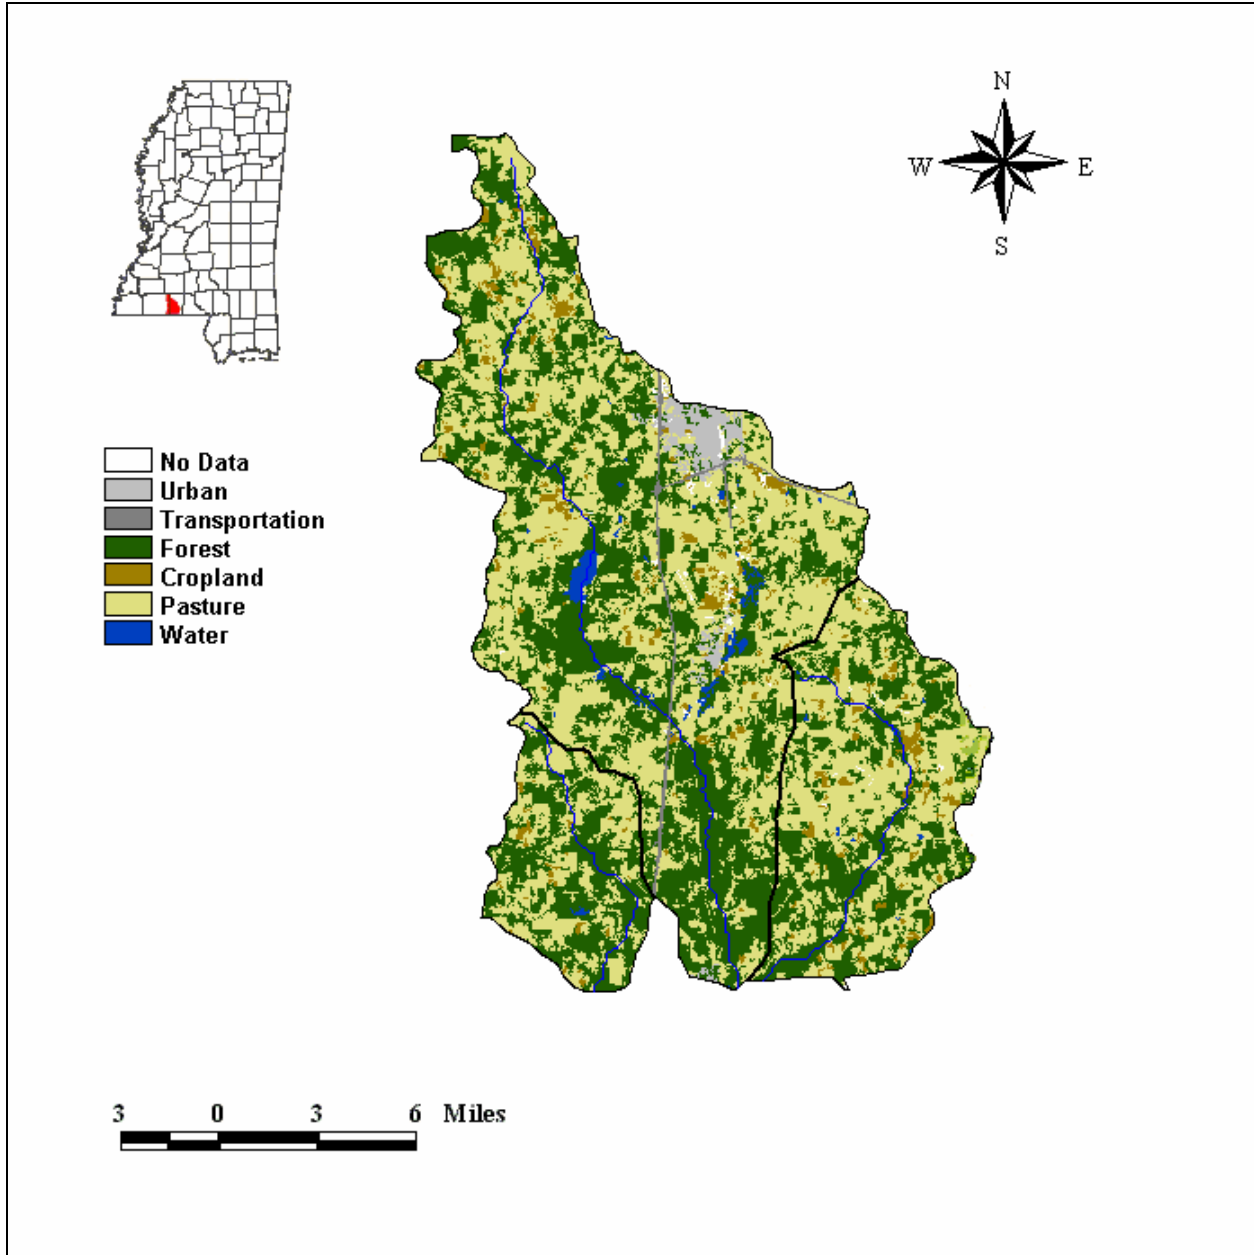 N
W E
S
No Data
Urban
Transportation
Forest
Cropland
Pasture
Water
3 0 3 6 Miles